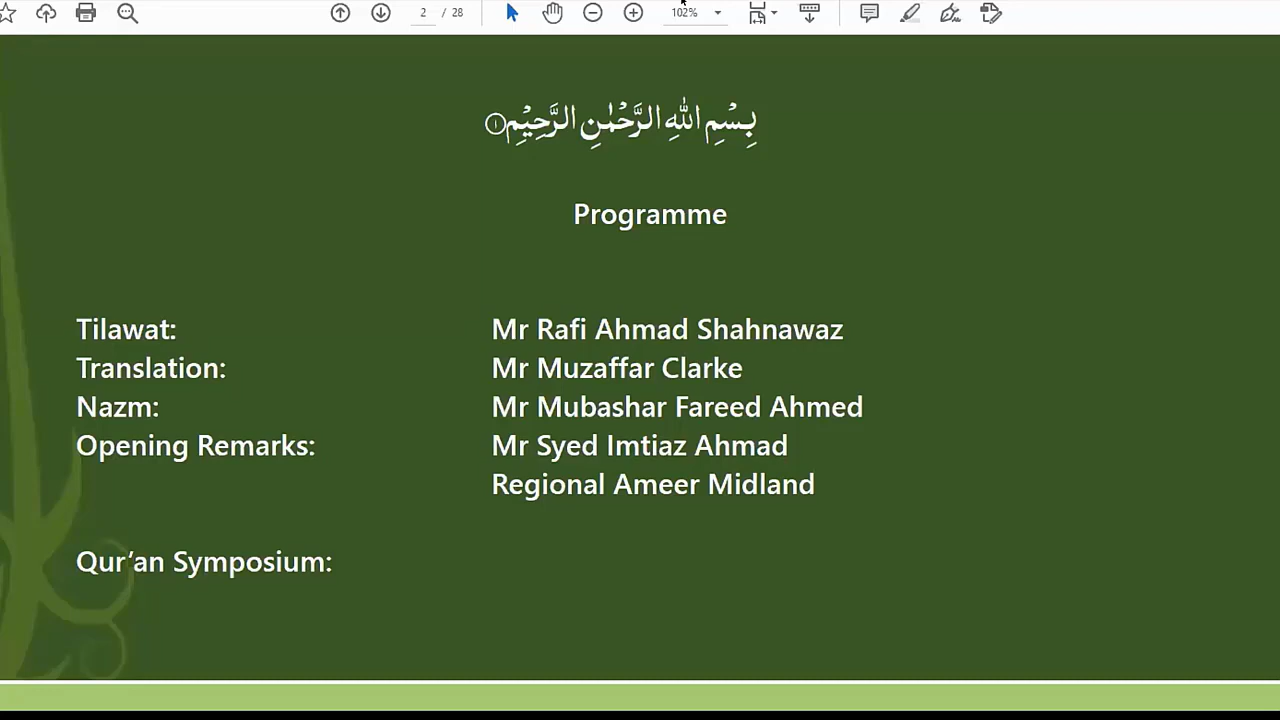 2 / 28 102%
بِسْمِ اللّٰهِ الرَّحْمٰنِ الرَّحِيْمِ ۝۱
Programme
Tilawat: Mr Rafi Ahmad Shahnawaz
Translation: Mr Muzaffar Clarke
Nazm: Mr Mubashar Fareed Ahmed
Opening Remarks: Mr Syed Imtiaz Ahmad
Regional Ameer Midland
Qur’an Symposium: